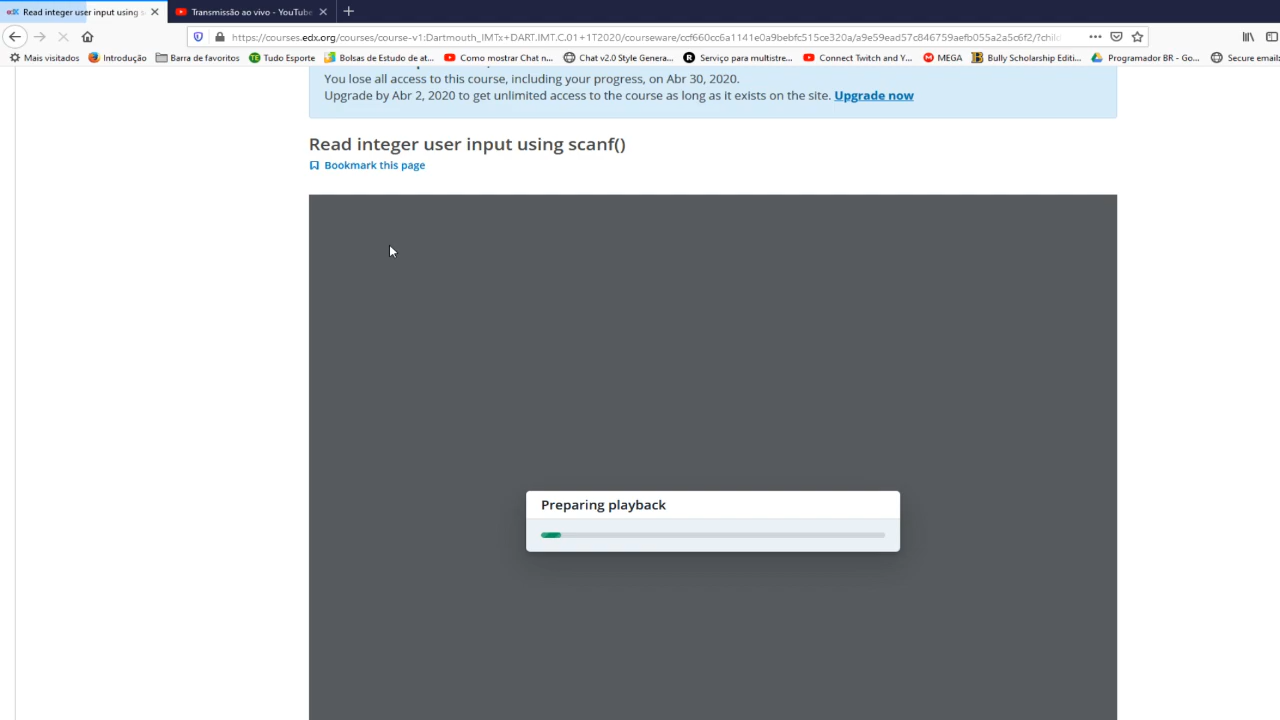 Read integer user input using s
Transmissão ao vivo - YouTube
https://courses.edx.org/courses/course-v1:Dartmouth_IMTx+DART.IMT.C.01+1T2020/courseware/ccf660cc6a1141e0a9bebfc515ce320a/a9e59ead57c846759aefb055a2a5c6f2/?chil
Mais visitados Introdução Barra de favoritos TE Tudo Esporte Bolsas de Estudo de at... Como mostrar Chat n... Chat v2.0 Style Genera... R Serviço para multistre... Connect Twitch and Y... M MEGA B Bully Scholarship Editi... Programador BR - Go... Secure email:
You lose all access to this course, including your progress, on Abr 30, 2020.
Upgrade by Abr 2, 2020 to get unlimited access to the course as long as it exists on the site. Upgrade now
Read integer user input using scanf()
Bookmark this page
Preparing playback